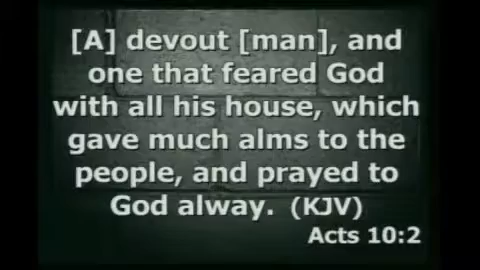 [A] devout [man], and
one that feared God
with all his house, which
gave much alms to the
people, and prayed to
God alway. (KJV)
Acts 10:2